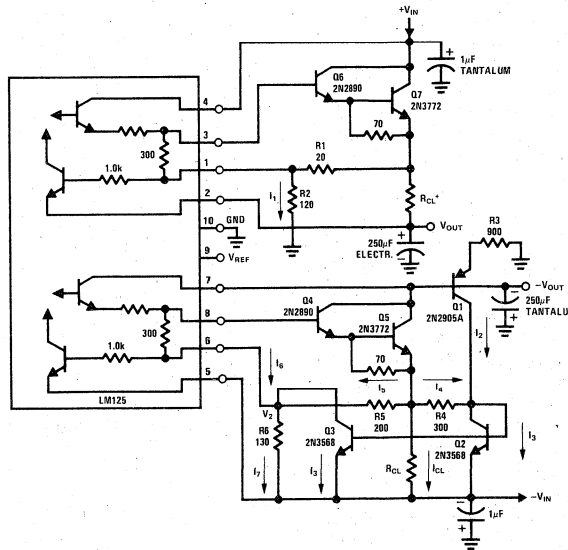 +VIN
Q6
2N2890
1µF
TANTALUM
Q7
2N3772
4
3
70
R1
20
300
1.0k
1
2
I1
R2
120
RCL+
10
GND
VOUT
9
VREF
250µF
ELECTR.
R3
900
7
-VOUT
8
Q4
2N2890
Q5
2N3772
Q1
2N2905A
250µF
TANTALU
300
1.0k
6
5
70
I2
I6
I5
I4
LM125
V2
R5
200
R4
300
R6
130
Q3
2N3568
Q2
2N3568
I3
I7
I3
RCL
ICL
-VIN
1µF